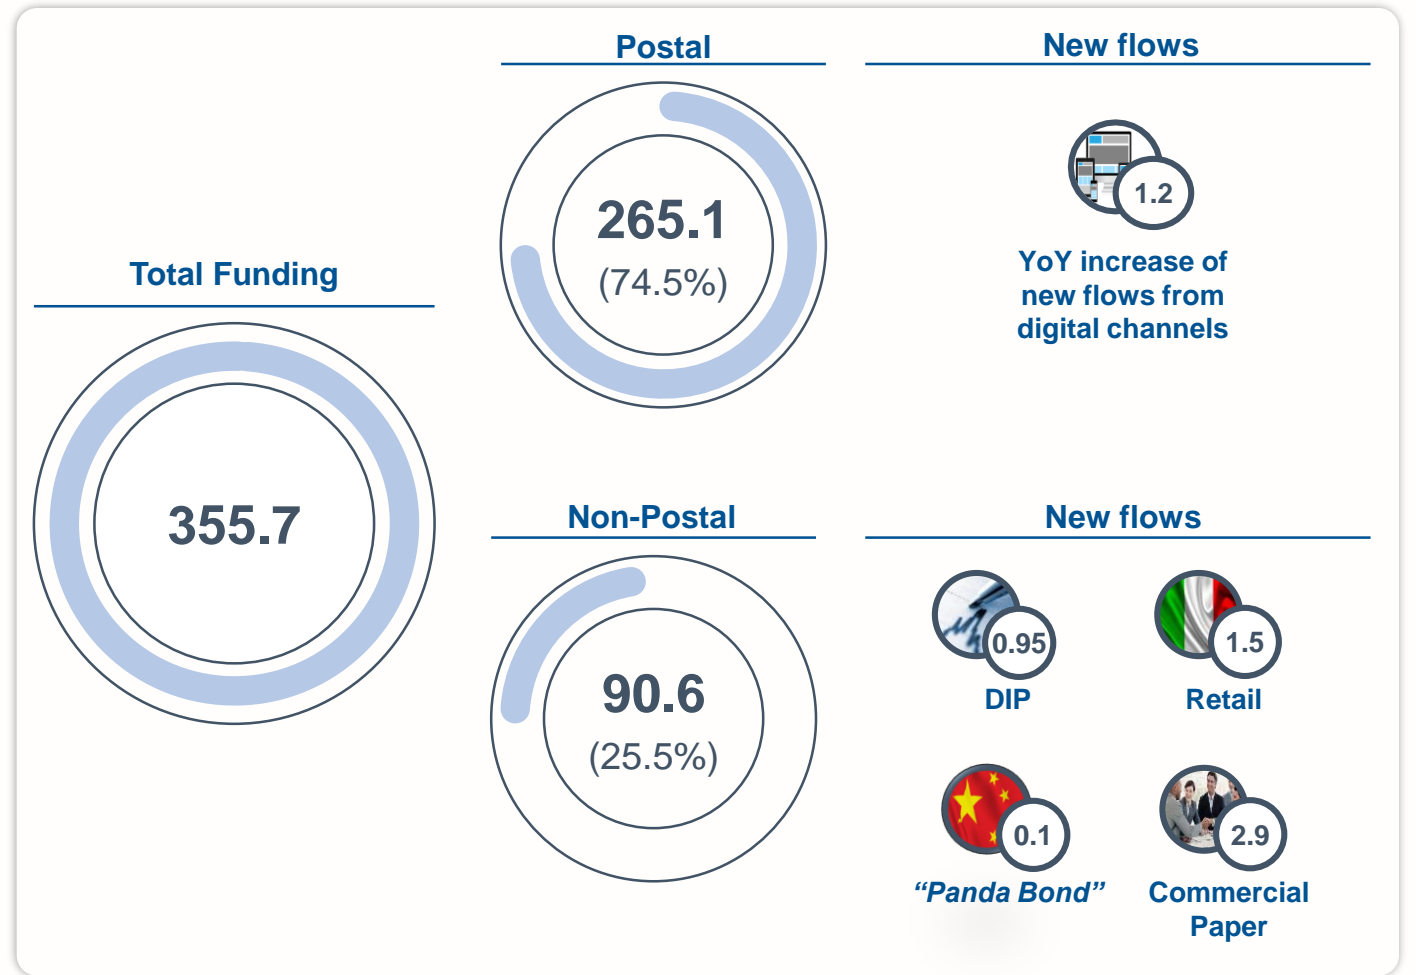 Total Funding
355.7
Postal
265.1
(74.5%)
New flows
1.2
YoY increase of
new flows from
digital channels
Non-Postal
90.6
(25.5%)
New flows
0.95
DIP
1.5
Retail
0.1
“Panda Bond”
2.9
Commercial
Paper